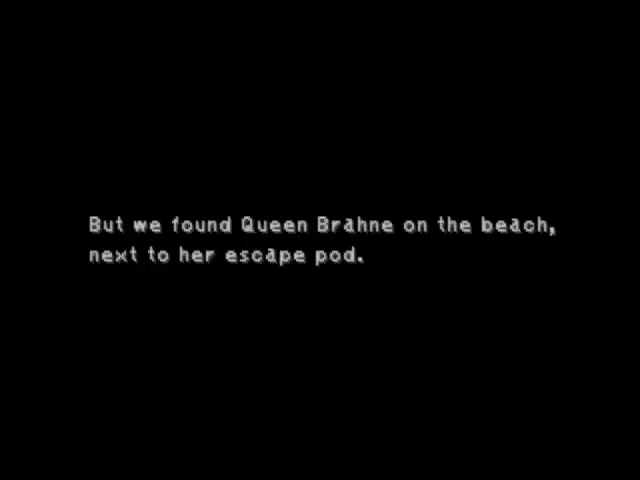 But we found Queen Brahne on the beach,
next to her escape pod.